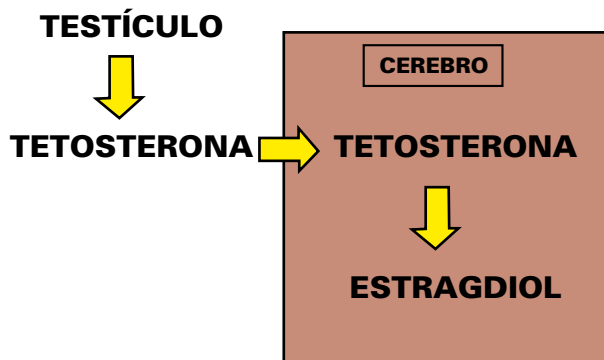 TESTÍCULO
CEREBRO
TETOSTERONA
TETOSTERONA
ESTRAGDIOL